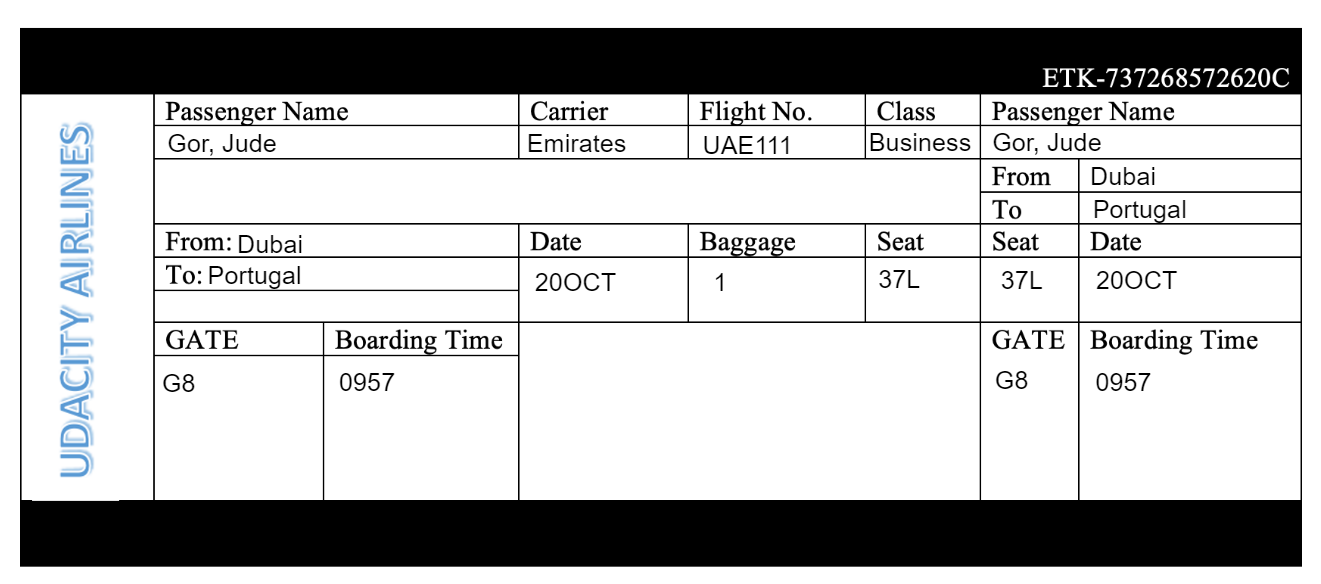 ETK-737268572620C
UDACITY AIRLINES
Passenger Name Carrier Flight No. Class Passenger Name
Gor, Jude Emirates UAE111 Business Gor, Jude
From Dubai
To Portugal
From: Dubai Date Baggage Seat Seat Date
To: Portugal 20OCT 1 37L 37L 20OCT
GATE Boarding Time GATE Boarding Time
G8 0957 G8 0957